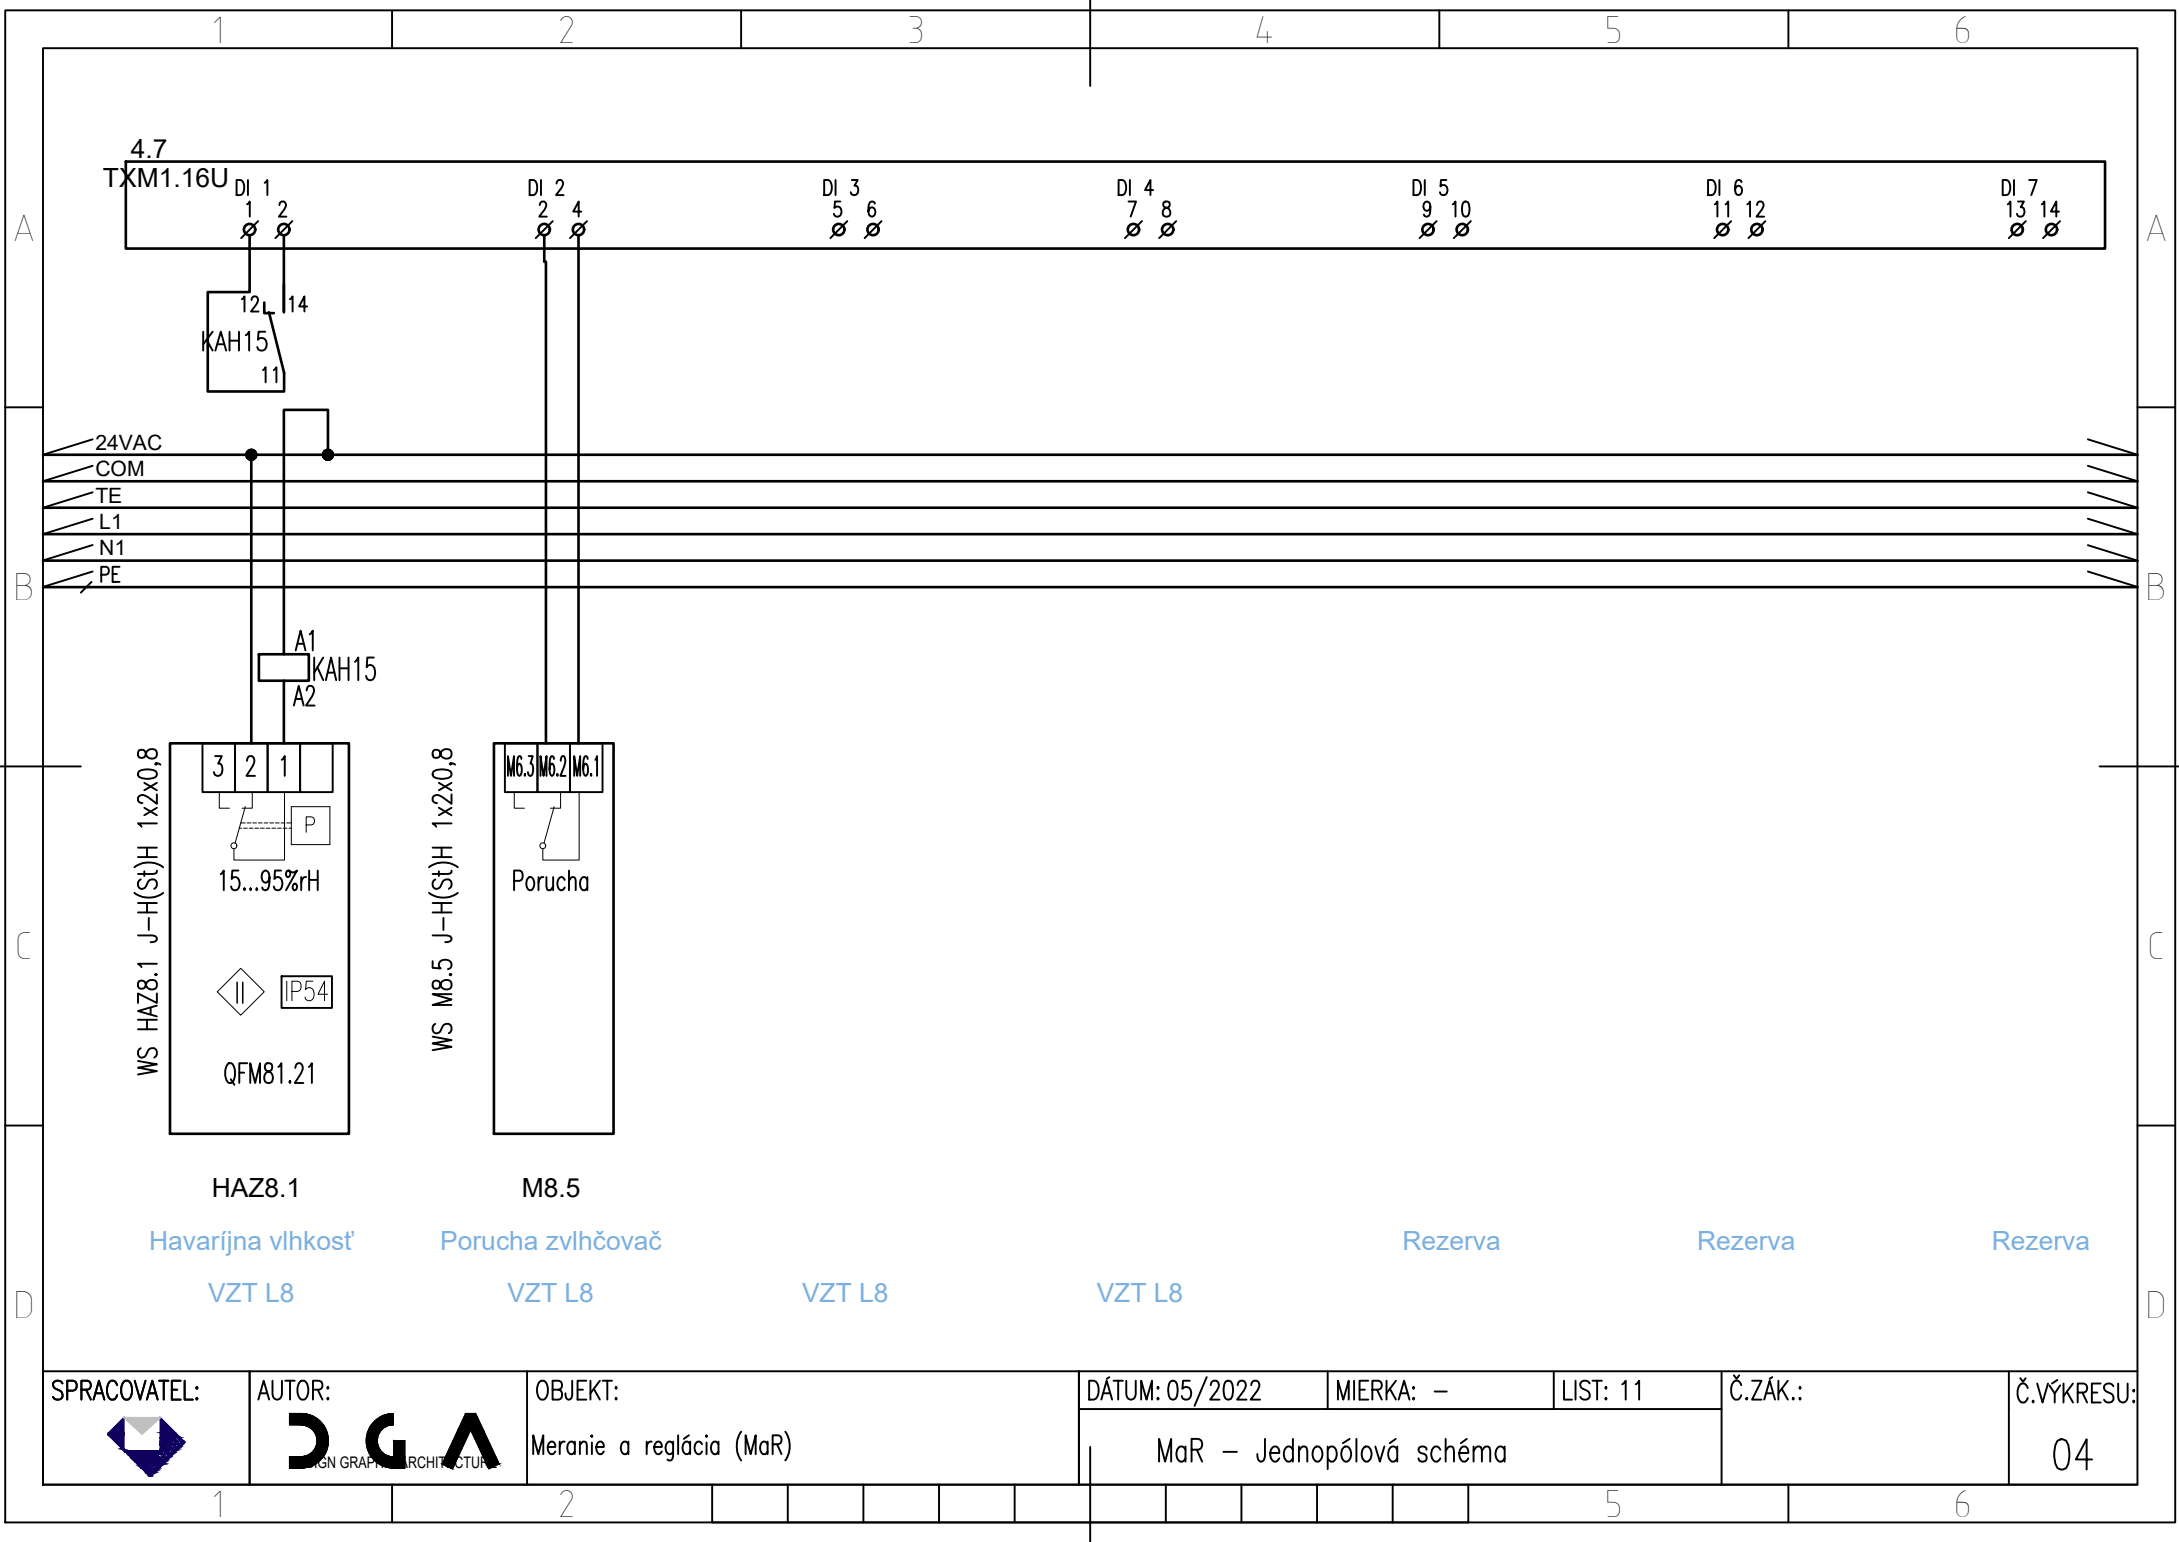 1 2 3 4 5 6
4.7
TXM1.16U
DI 1 DI 2 DI 3 DI 4 DI 5 DI 6 DI 7
1 2 2 4 5 6 7 8 9 10 11 12 13 14
A A
12 14
KAH15
11
24VAC
COM
TE
L1
N1
PE
B B
A1
KAH15
A2
WS HAZ8.1 J-H(St)H 1x2x0,8
3 2 1
P
15...95%rH
II IP54
QFM81.21
WS M8.5 J-H(St)H 1x2x0,8
M6.3 M6.2 M6.1
Porucha
C C
HAZ8.1 M8.5
Havaríjna vlhkosť Porucha zvlhčovač Rezerva Rezerva Rezerva
VZT L8 VZT L8 VZT L8 VZT L8
D D
SPRACOVATEL: AUTOR: OBJEKT: DÁTUM: 05/2022 MIERKA: – LIST: 11 Č.ZÁK.: Č.VÝKRESU:
DGA
Meranie a reglácia (MaR)
MaR – Jednopólová schéma
04
1 2 5 6